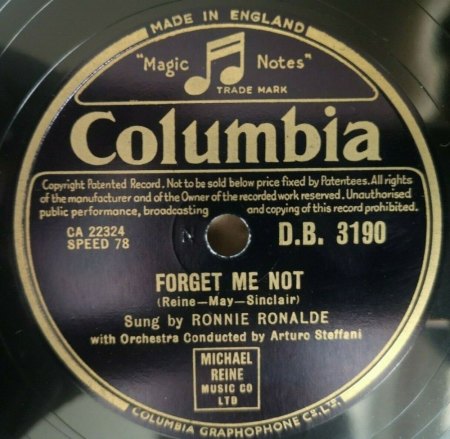 MADE IN ENGLAND
"Magic Notes"
TRADE MARK
Columbia
Copyright Patented Record. Not to be sold below price fixed by Patentees. All rights
of the manufacturer and of the Owner of the recorded work reserved. Unauthorised
public performance, broadcasting and copying of this record prohibited.
CA 22324
SPEED 78
N
D.B. 3190
FORGET ME NOT
(Reine—May—Sinclair)
Sung by RONNIE RONALDE
with Orchestra Conducted by Arturo Steffani
MICHAEL
REINE
MUSIC CO
LTD
COLUMBIA GRAPHOPHONE CO. LTD.